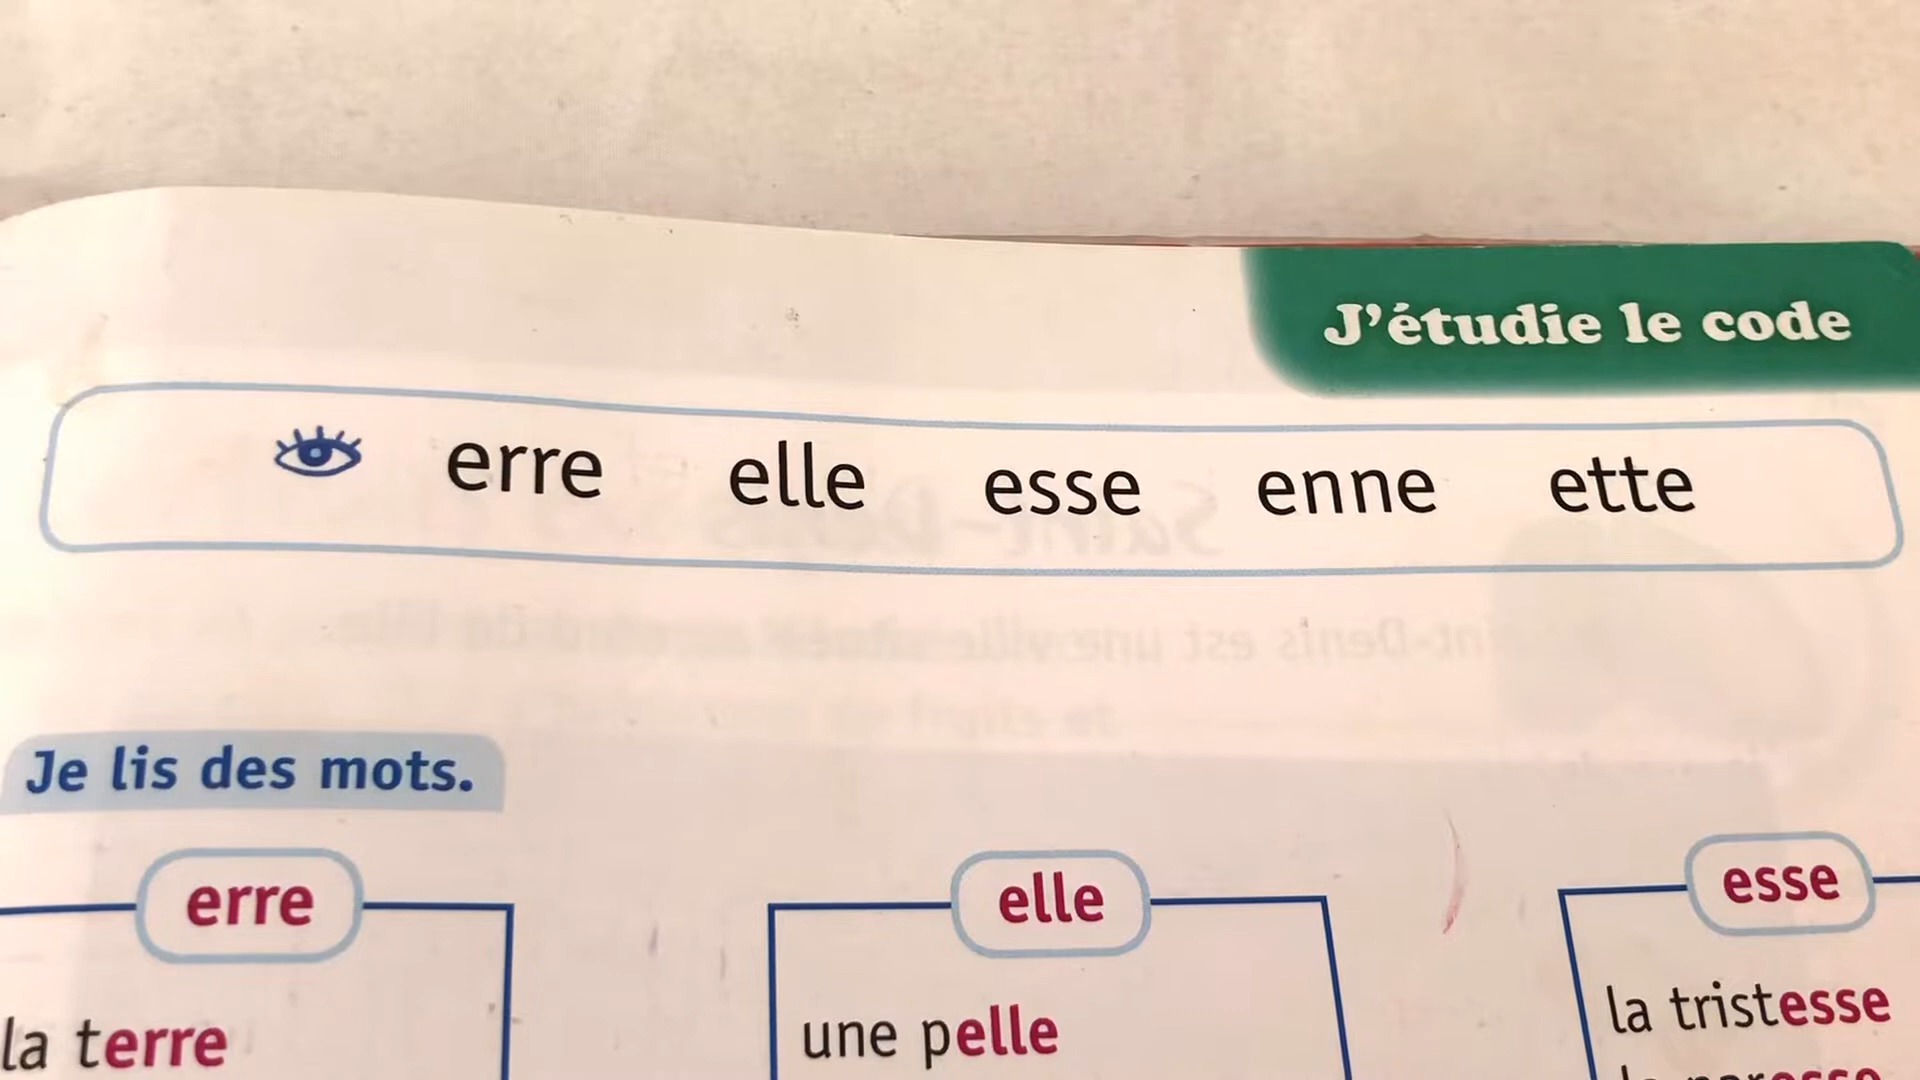 J'étudie le code
erre elle esse enne ette
Je lis des mots.
erre
la terre
elle
une pelle
esse
la tristesse